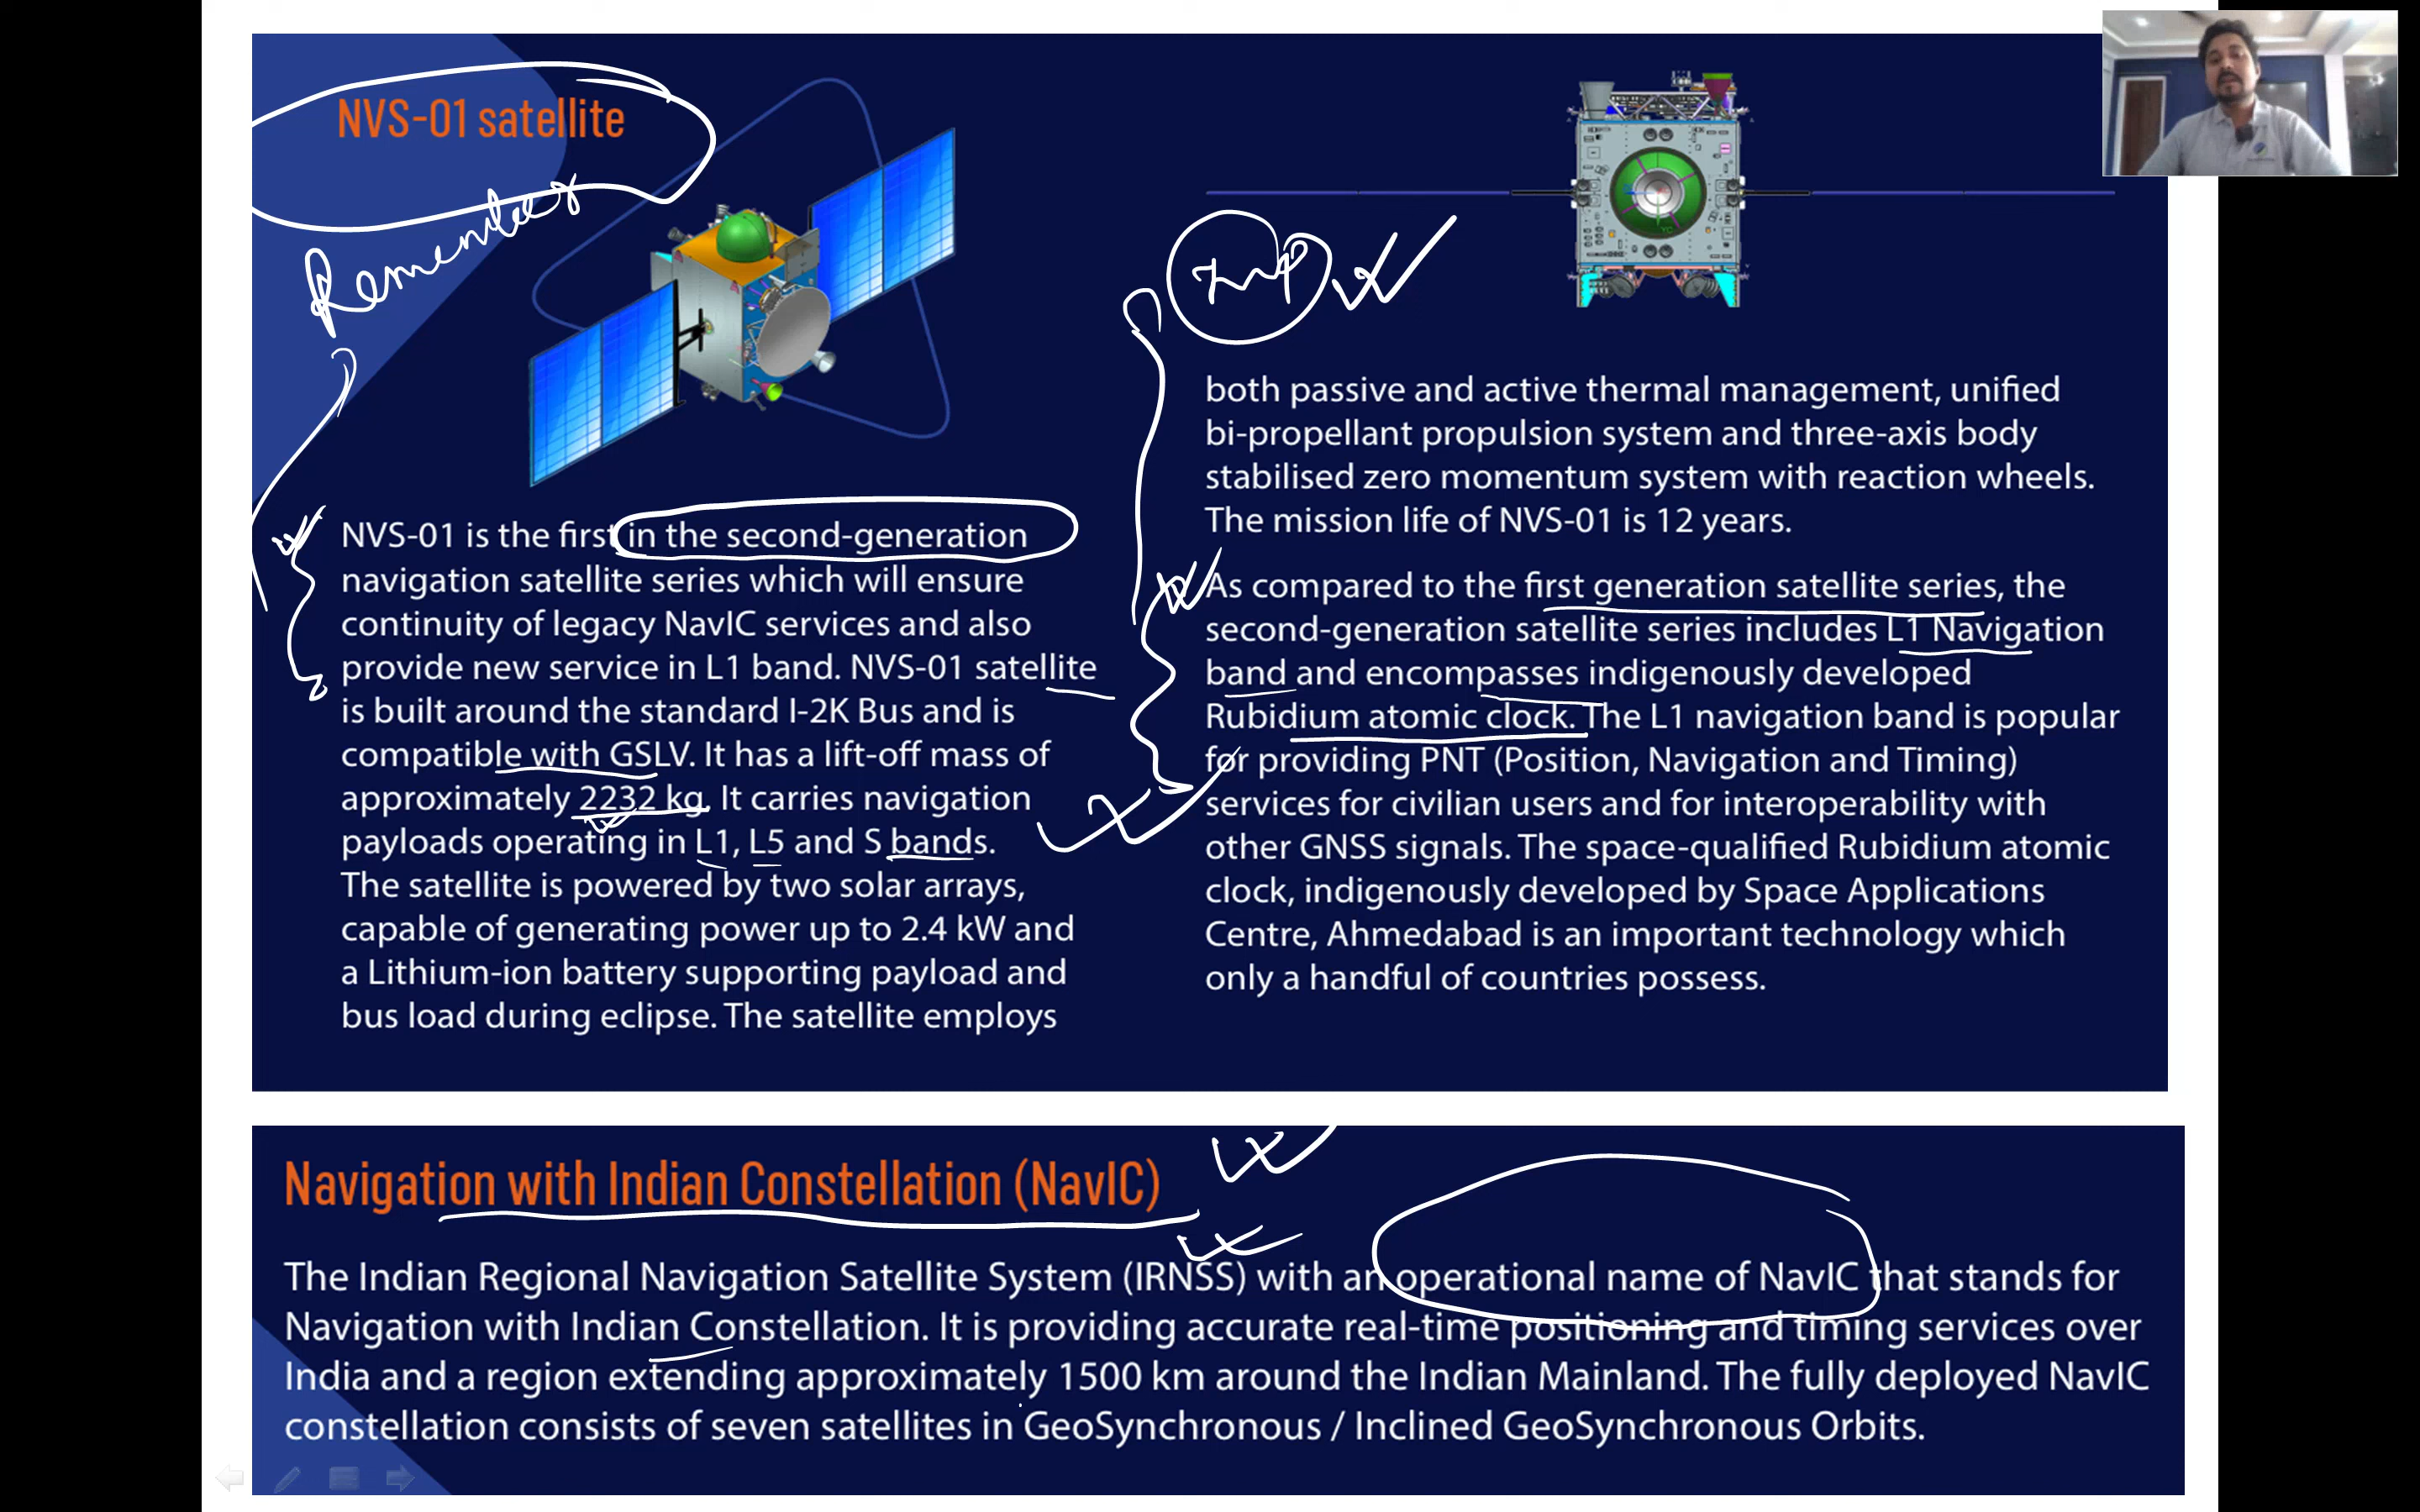 NVS-01 satellite
Remember
Imp
NVS-01 is the first in the second-generation
navigation satellite series which will ensure
continuity of legacy NavIC services and also
provide new service in L1 band. NVS-01 satellite
is built around the standard I-2K Bus and is
compatible with GSLV. It has a lift-off mass of
approximately 2232 kg. It carries navigation
payloads operating in L1, L5 and S bands.
The satellite is powered by two solar arrays,
capable of generating power up to 2.4 kW and
a Lithium-ion battery supporting payload and
bus load during eclipse. The satellite employs
both passive and active thermal management, unified
bi-propellant propulsion system and three-axis body
stabilised zero momentum system with reaction wheels.
The mission life of NVS-01 is 12 years.
As compared to the first generation satellite series, the
second-generation satellite series includes L1 Navigation
band and encompasses indigenously developed
Rubidium atomic clock. The L1 navigation band is popular
for providing PNT (Position, Navigation and Timing)
services for civilian users and for interoperability with
other GNSS signals. The space-qualified Rubidium atomic
clock, indigenously developed by Space Applications
Centre, Ahmedabad is an important technology which
only a handful of countries possess.
Navigation with Indian Constellation (NavIC)
The Indian Regional Navigation Satellite System (IRNSS) with an operational name of NavIC that stands for
Navigation with Indian Constellation. It is providing accurate real-time positioning and timing services over
India and a region extending approximately 1500 km around the Indian Mainland. The fully deployed NavIC
constellation consists of seven satellites in GeoSynchronous / Inclined GeoSynchronous Orbits.